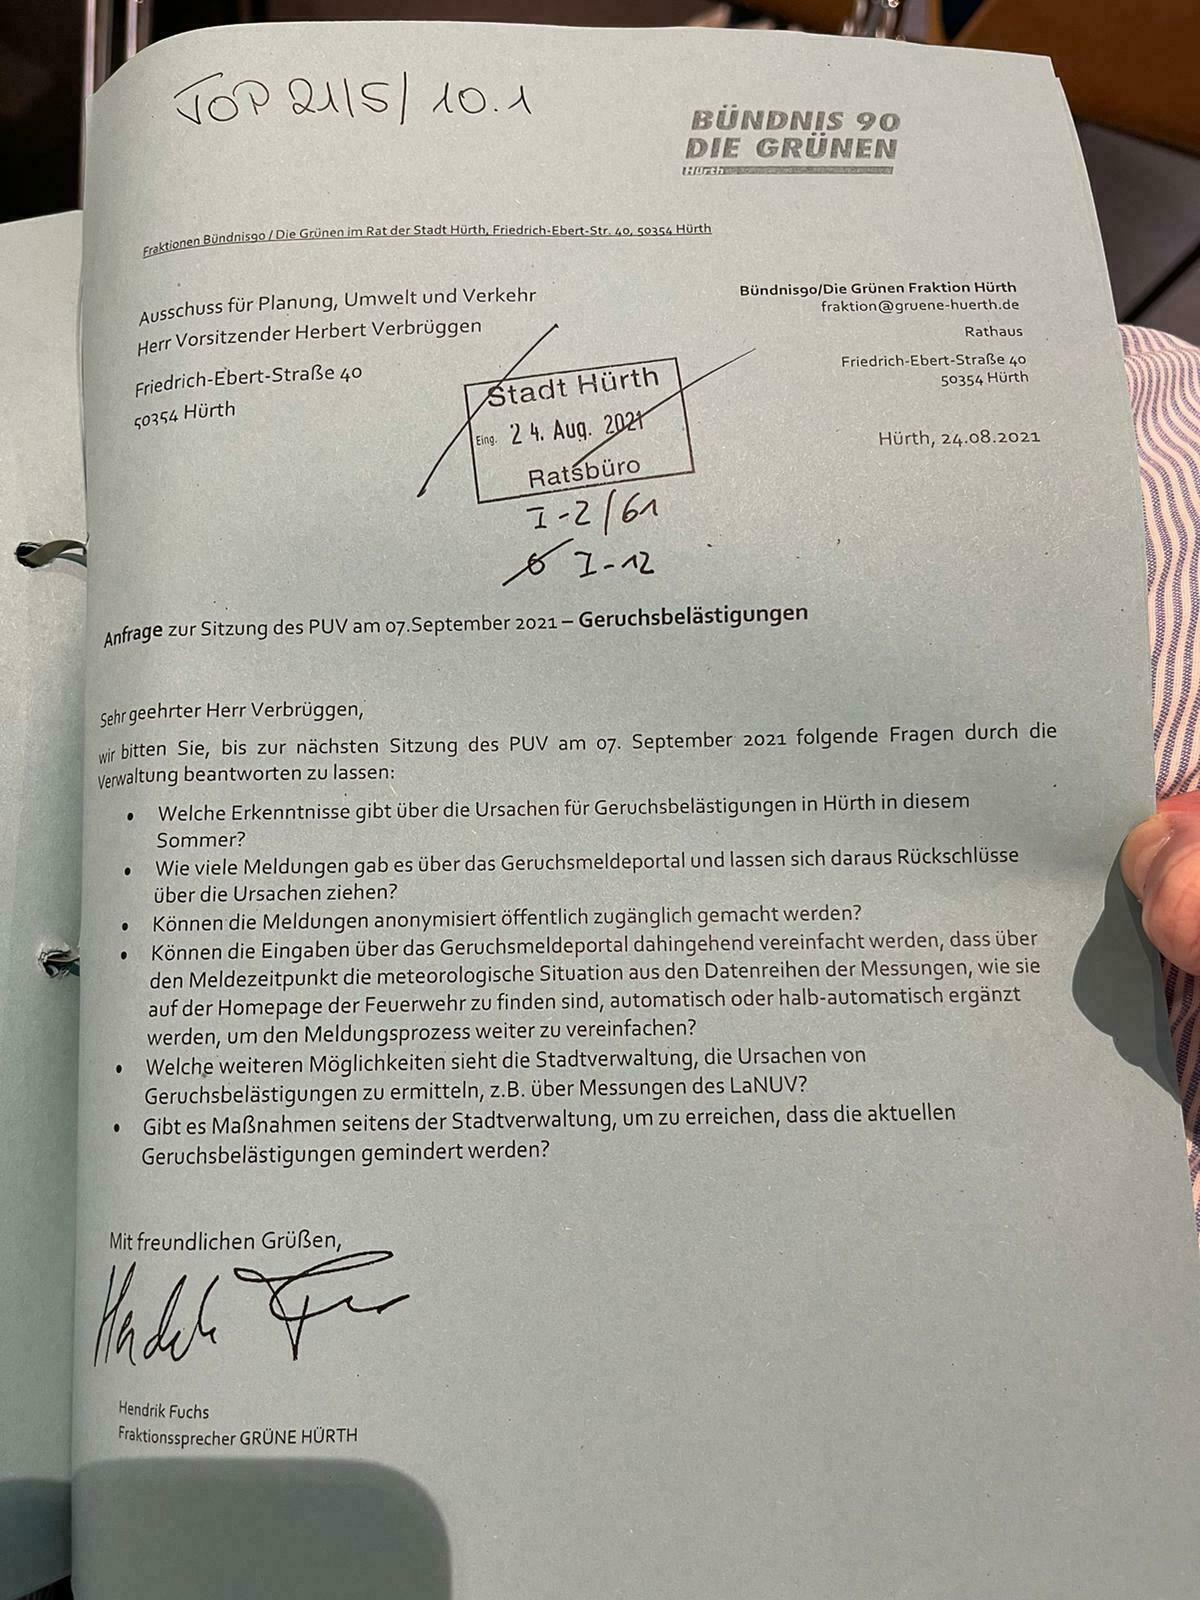 TOP 21/5/ 10.1
BÜNDNIS 90
DIE GRÜNEN
Hürth
Fraktionen Bündnis90 / Die Grünen im Rat der Stadt Hürth, Friedrich-Ebert-Str. 40, 50354 Hürth
Ausschuss für Planung, Umwelt und Verkehr
Herr Vorsitzender Herbert Verbrüggen
Friedrich-Ebert-Straße 40
50354 Hürth
Bündnis90/Die Grünen Fraktion Hürth
fraktion@gruene-huerth.de
Rathaus
Friedrich-Ebert-Straße 40
50354 Hürth
Stadt Hürth
Eing. 24. Aug. 2021
Ratsbüro
I-2/61
I-12
Hürth, 24.08.2021
Anfrage zur Sitzung des PUV am 07.September 2021 – Geruchsbelästigungen
Sehr geehrter Herr Verbrüggen,
wir bitten Sie, bis zur nächsten Sitzung des PUV am 07. September 2021 folgende Fragen durch die
Verwaltung beantworten zu lassen:
• Welche Erkenntnisse gibt über die Ursachen für Geruchsbelästigungen in Hürth in diesem
Sommer?
• Wie viele Meldungen gab es über das Geruchsmeldeportal und lassen sich daraus Rückschlüsse
über die Ursachen ziehen?
• Können die Meldungen anonymisiert öffentlich zugänglich gemacht werden?
• Können die Eingaben über das Geruchsmeldeportal dahingehend vereinfacht werden, dass über
den Meldezeitpunkt die meteorologische Situation aus den Datenreihen der Messungen, wie sie
auf der Homepage der Feuerwehr zu finden sind, automatisch oder halb-automatisch ergänzt
werden, um den Meldungsprozess weiter zu vereinfachen?
• Welche weiteren Möglichkeiten sieht die Stadtverwaltung, die Ursachen von
Geruchsbelästigungen zu ermitteln, z.B. über Messungen des LaNUV?
• Gibt es Maßnahmen seitens der Stadtverwaltung, um zu erreichen, dass die aktuellen
Geruchsbelästigungen gemindert werden?
Mit freundlichen Grüßen,
Hendrik Fuchs
Fraktionssprecher GRÜNE HÜRTH